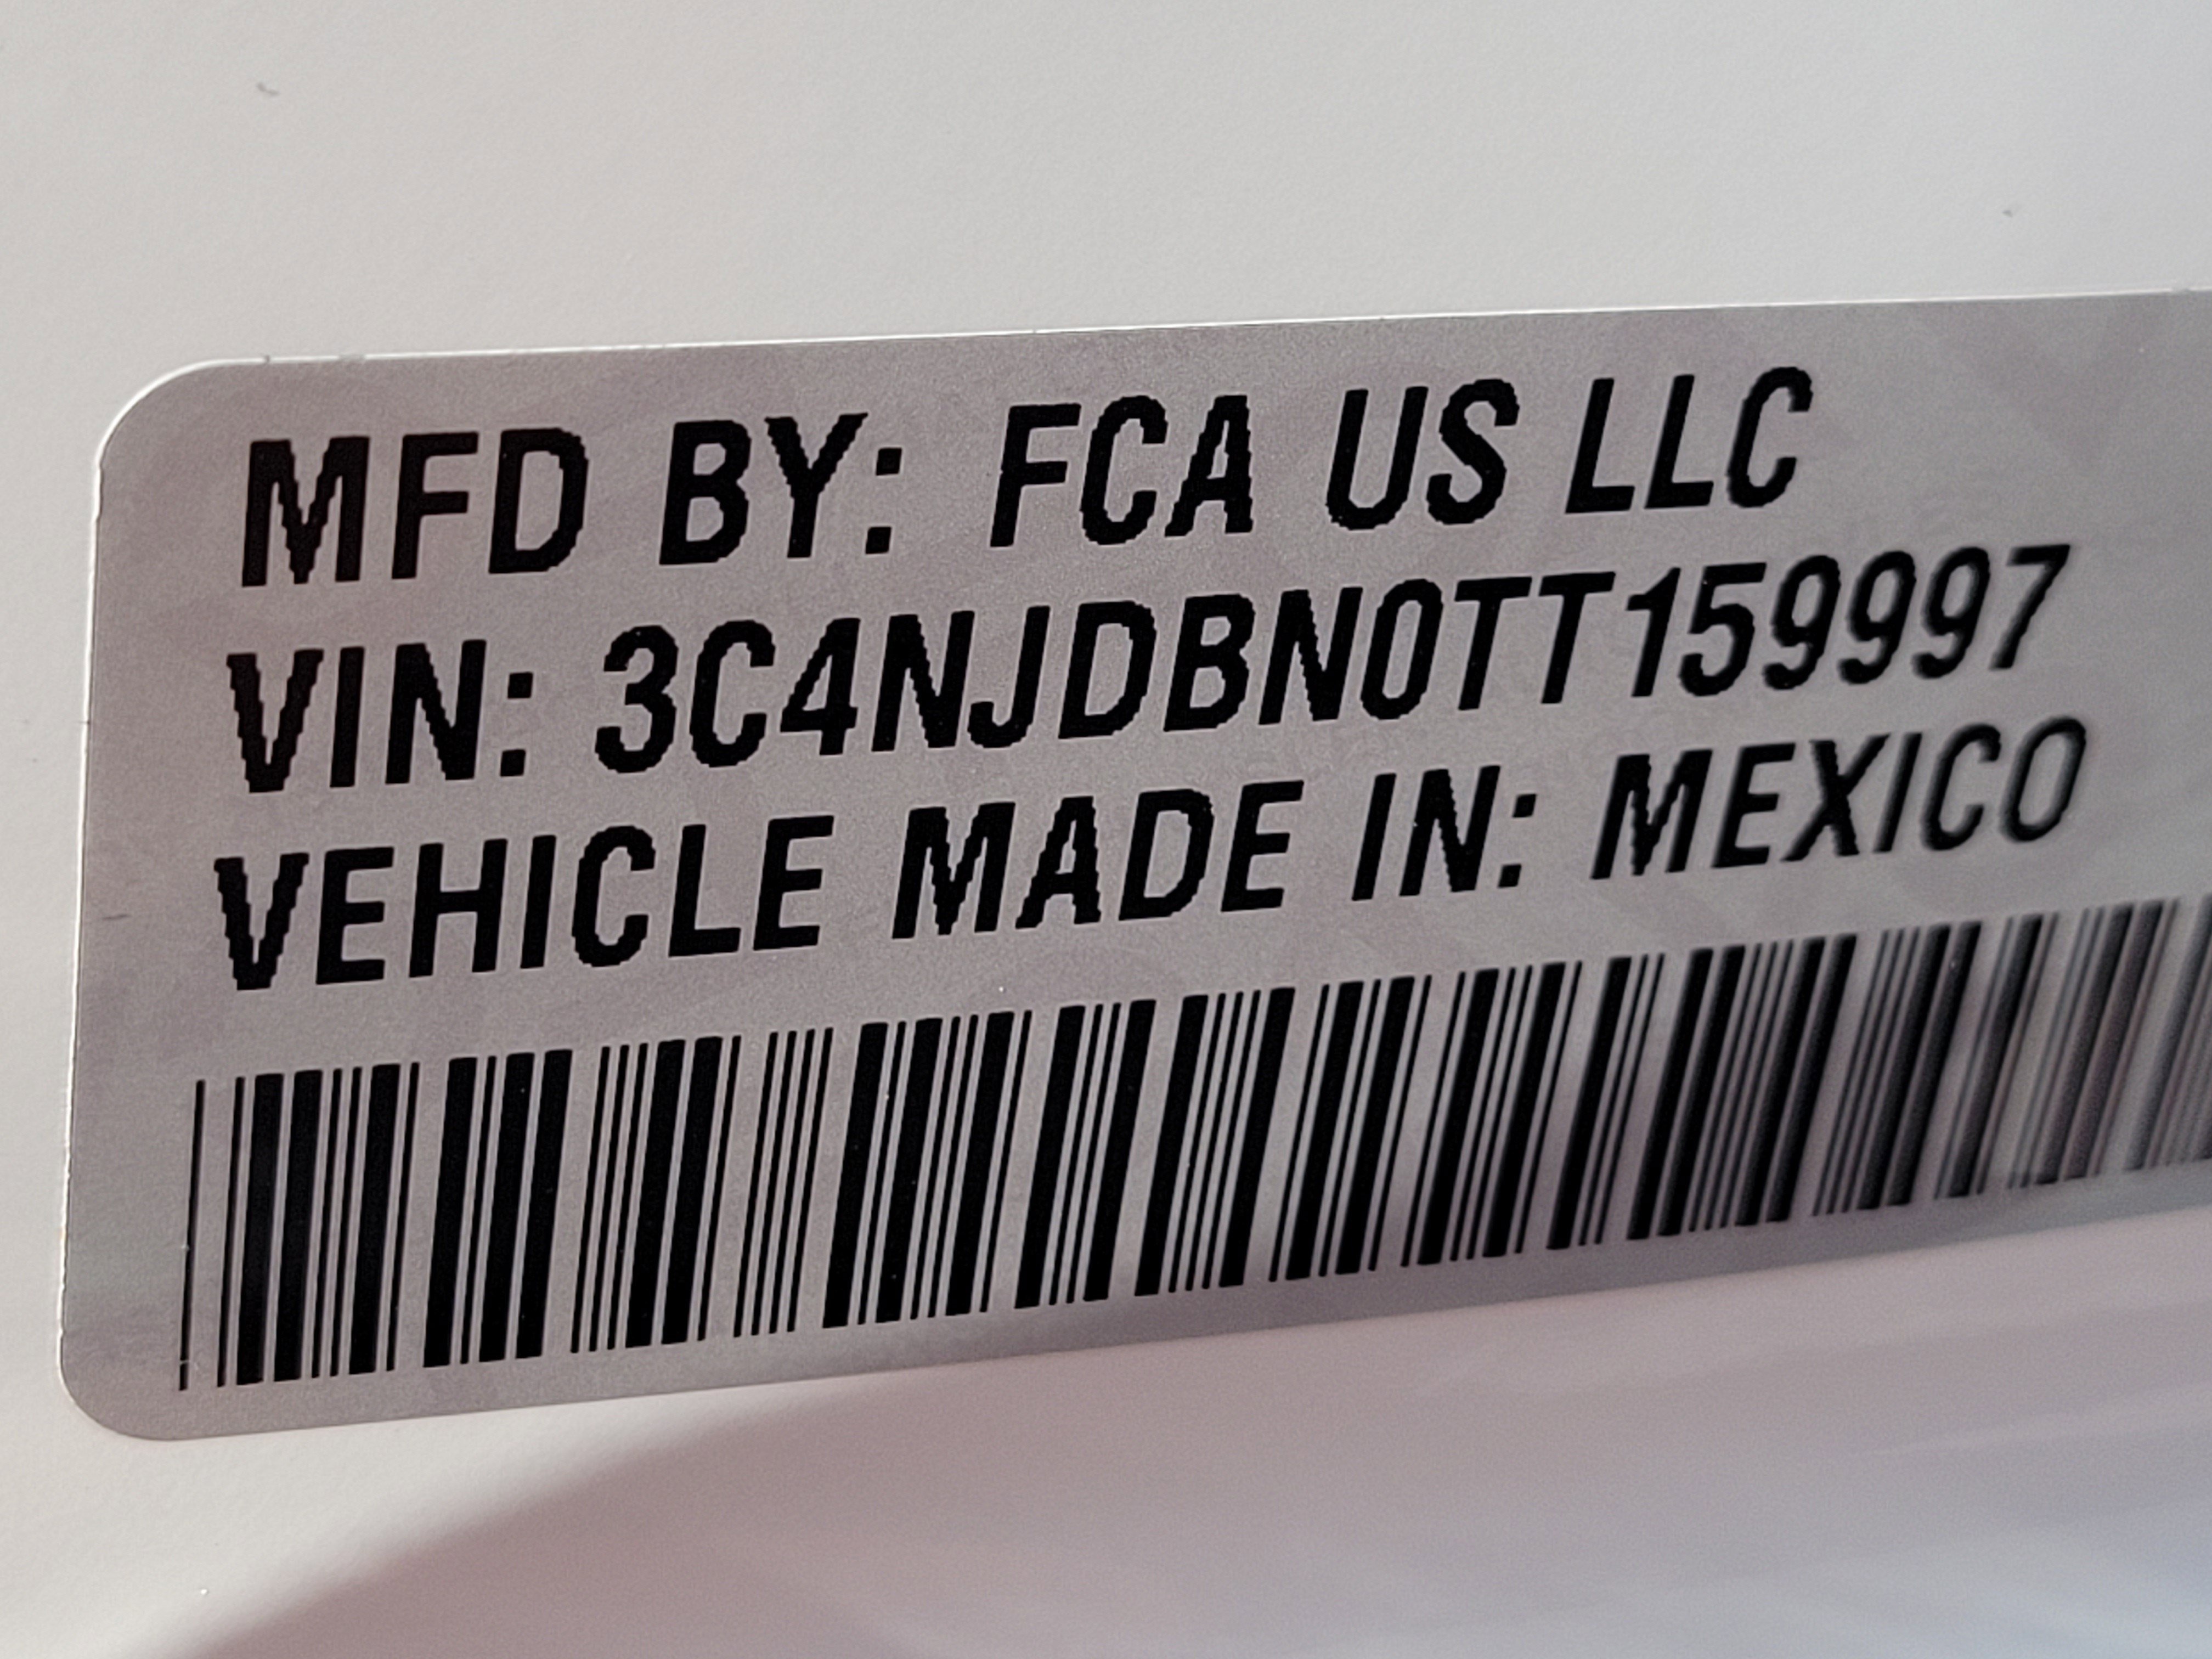 MFD BY: FCA US LLC
VIN: 3C4NJDBN0TT159997
VEHICLE MADE IN: MEXICO